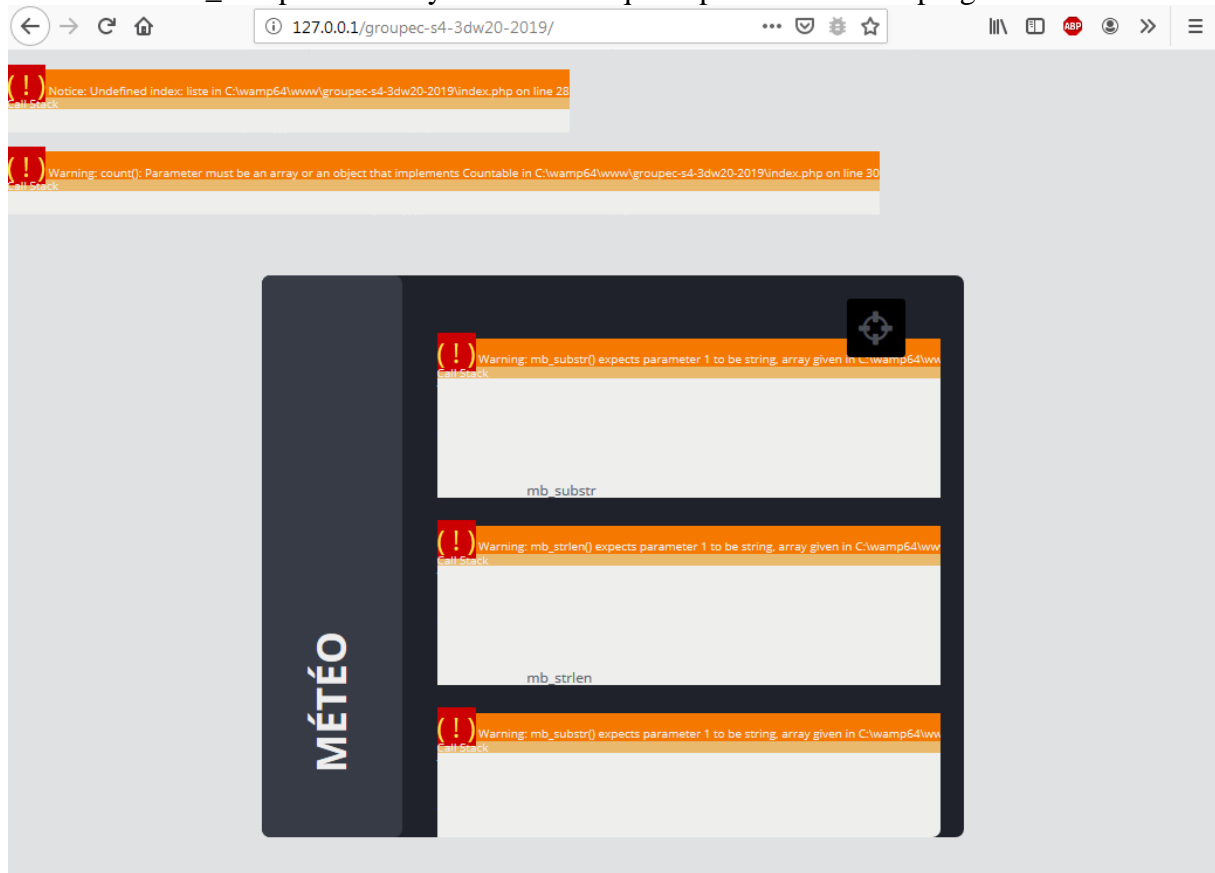 127.0.0.1/groupec-s4-3dw20-2019/
ABP
( ! ) Notice: Undefined index: liste in C:\wamp64\www\groupec-s4-3dw20-2019\index.php on line 28
Call Stack
( ! ) Warning: count(): Parameter must be an array or an object that implements Countable in C:\wamp64\www\groupec-s4-3dw20-2019\index.php on line 30
Call Stack
( ! ) Warning: mb_substr() expects parameter 1 to be string, array given in C:\wamp64\ww
Call Stack
mb_substr
( ! ) Warning: mb_strlen() expects parameter 1 to be string, array given in C:\wamp64\ww
Call Stack
mb_strlen
MÉTÉO
( ! ) Warning: mb_substr() expects parameter 1 to be string, array given in C:\wamp64\ww
Call Stack